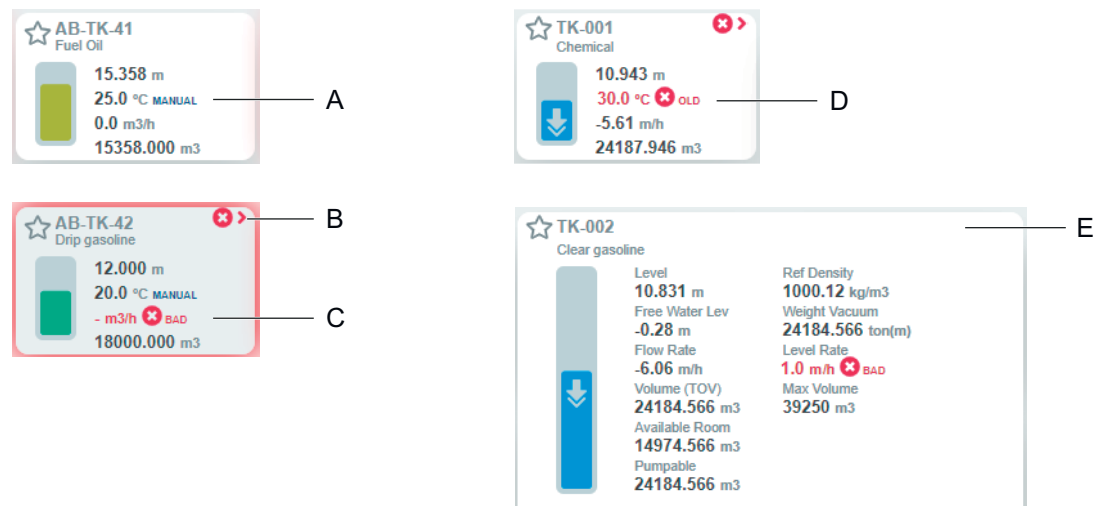 AB-TK-41
Fuel Oil
15.358 m
25.0 °C MANUAL
0.0 m3/h
15358.000 m3
A
TK-001
Chemical
10.943 m
30.0 °C OLD
-5.61 m/h
24187.946 m3
D
AB-TK-42
Drip gasoline
12.000 m
20.0 °C MANUAL
- m3/h BAD
18000.000 m3
B
C
TK-002
Clear gasoline
Level
10.831 m
Free Water Lev
-0.28 m
Flow Rate
-6.06 m/h
Volume (TOV)
24184.566 m3
Available Room
14974.566 m3
Pumpable
24184.566 m3
Ref Density
1000.12 kg/m3
Weight Vacuum
24184.566 ton(m)
Level Rate
1.0 m/h BAD
Max Volume
39250 m3
E